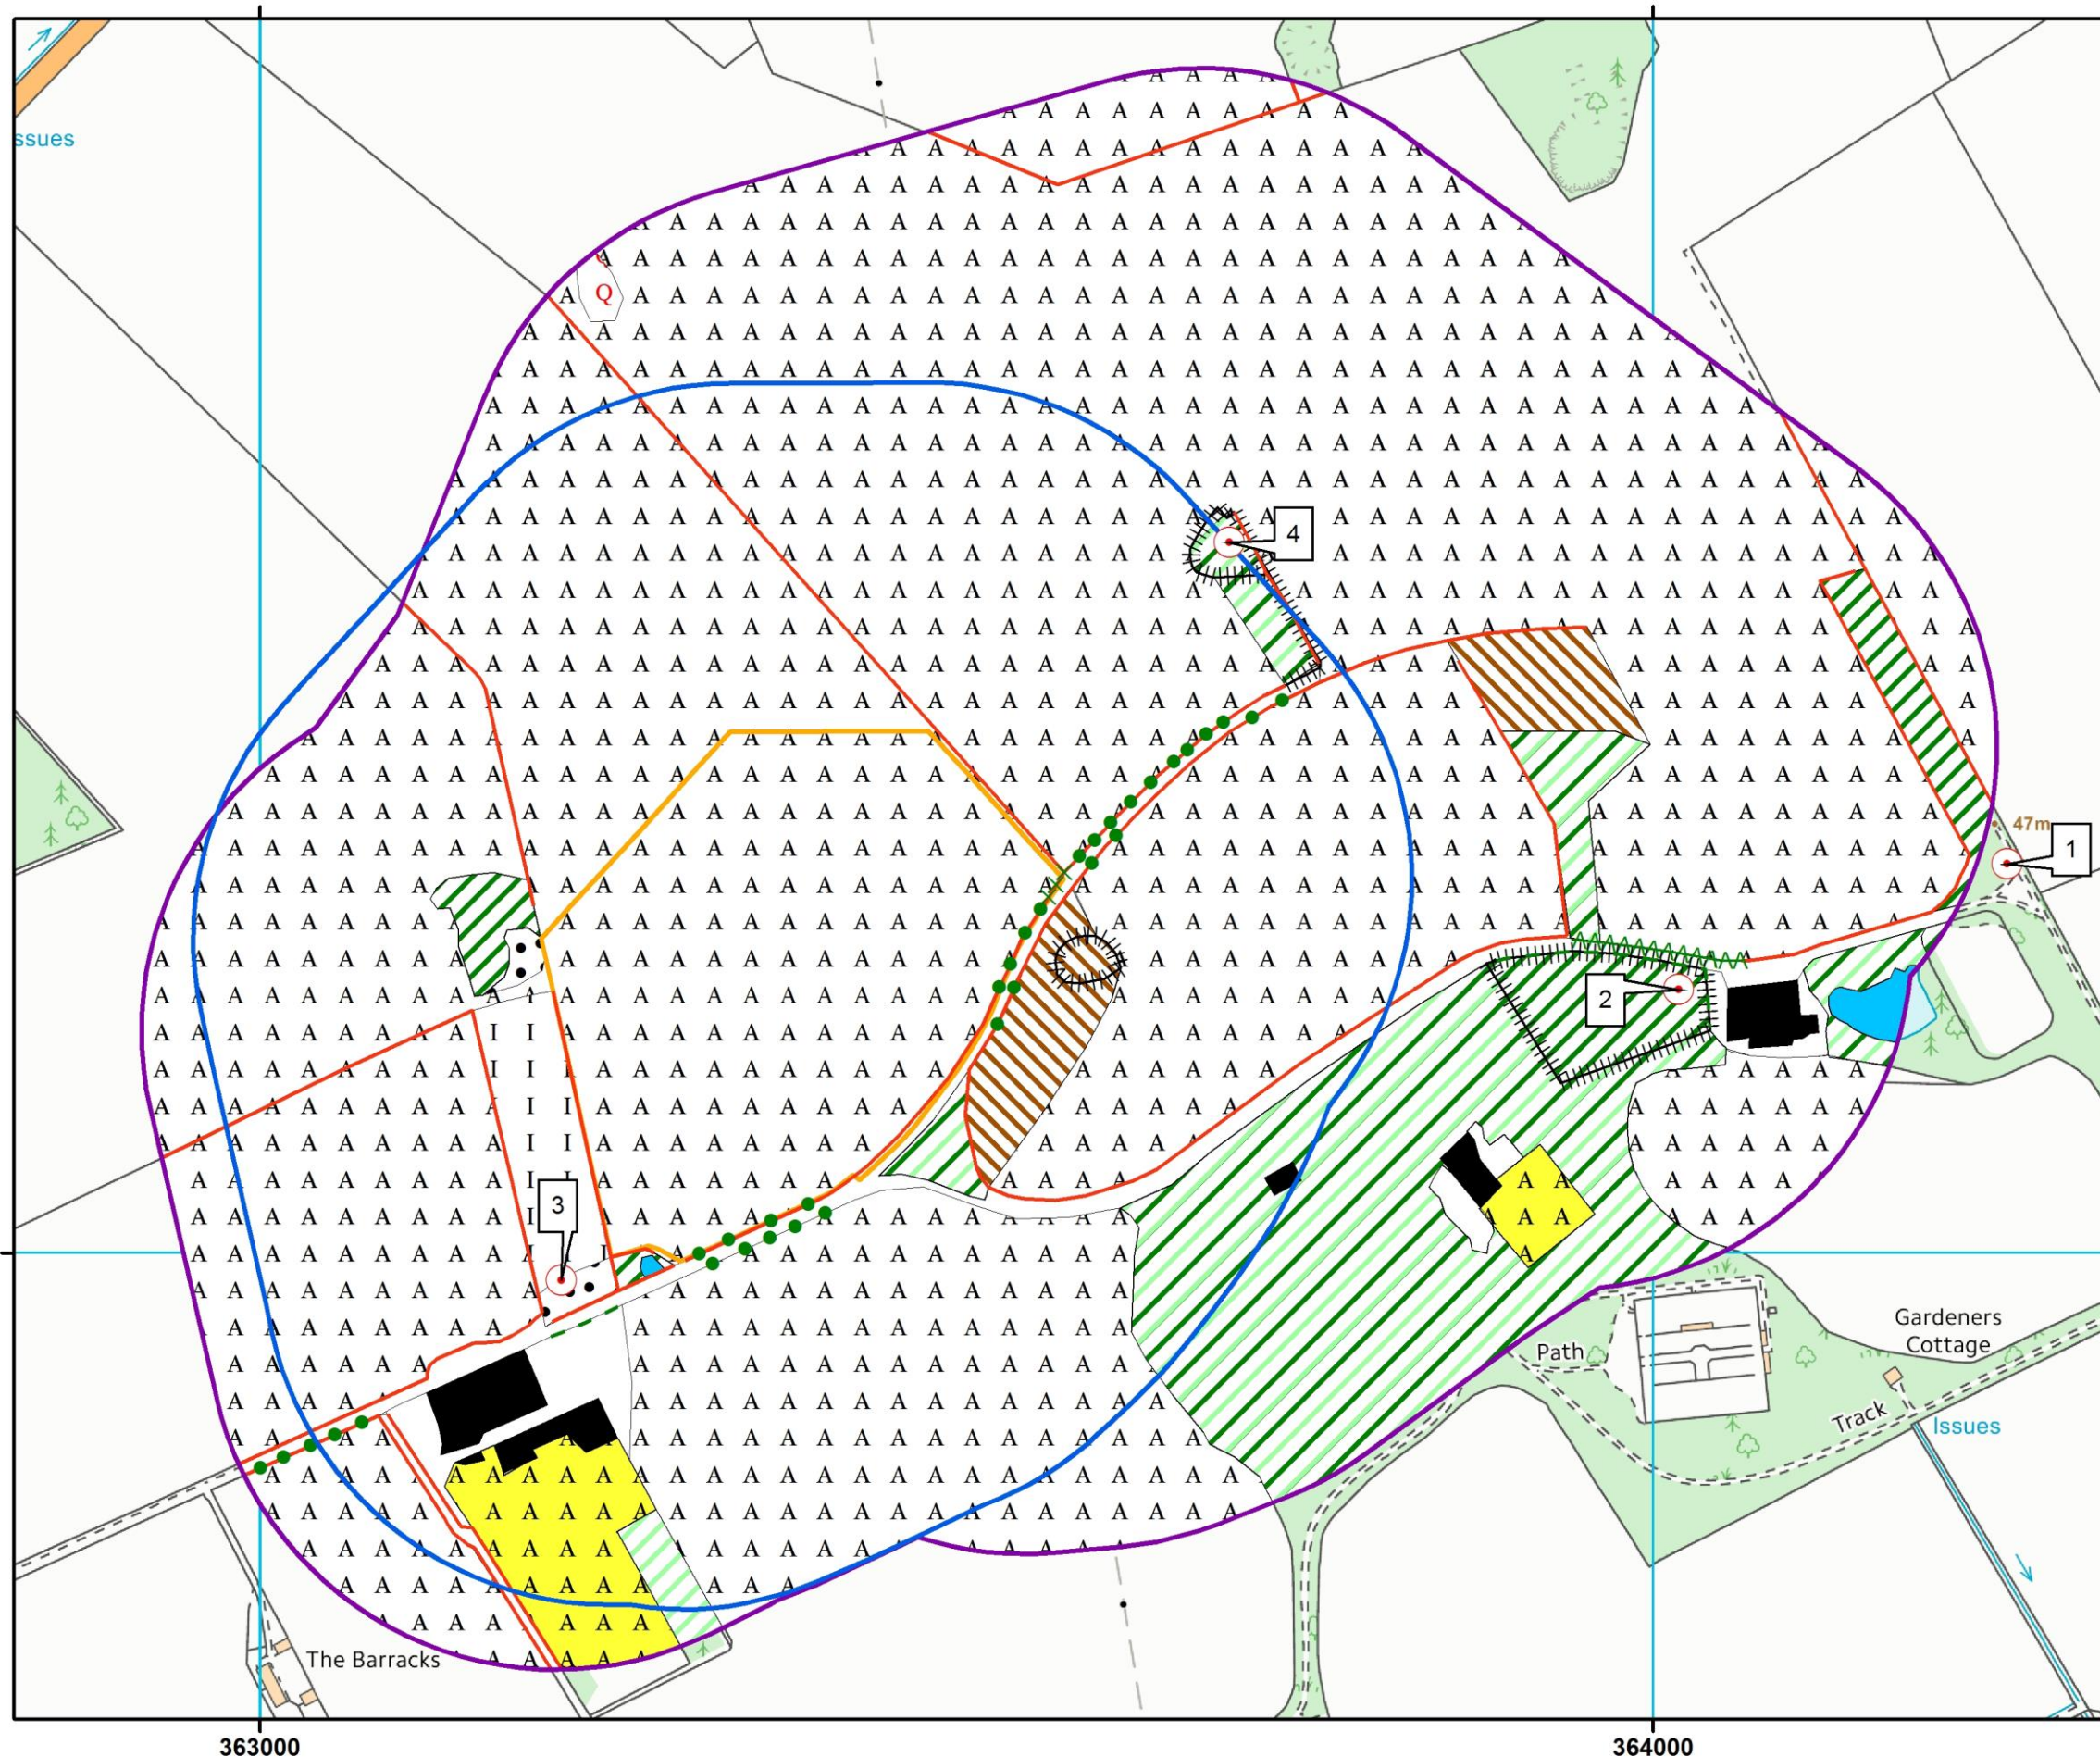 ssues
Q
4
47m
1
2
3
Gardeners
Cottage
Path
Track
Issues
The Barracks
363000
364000